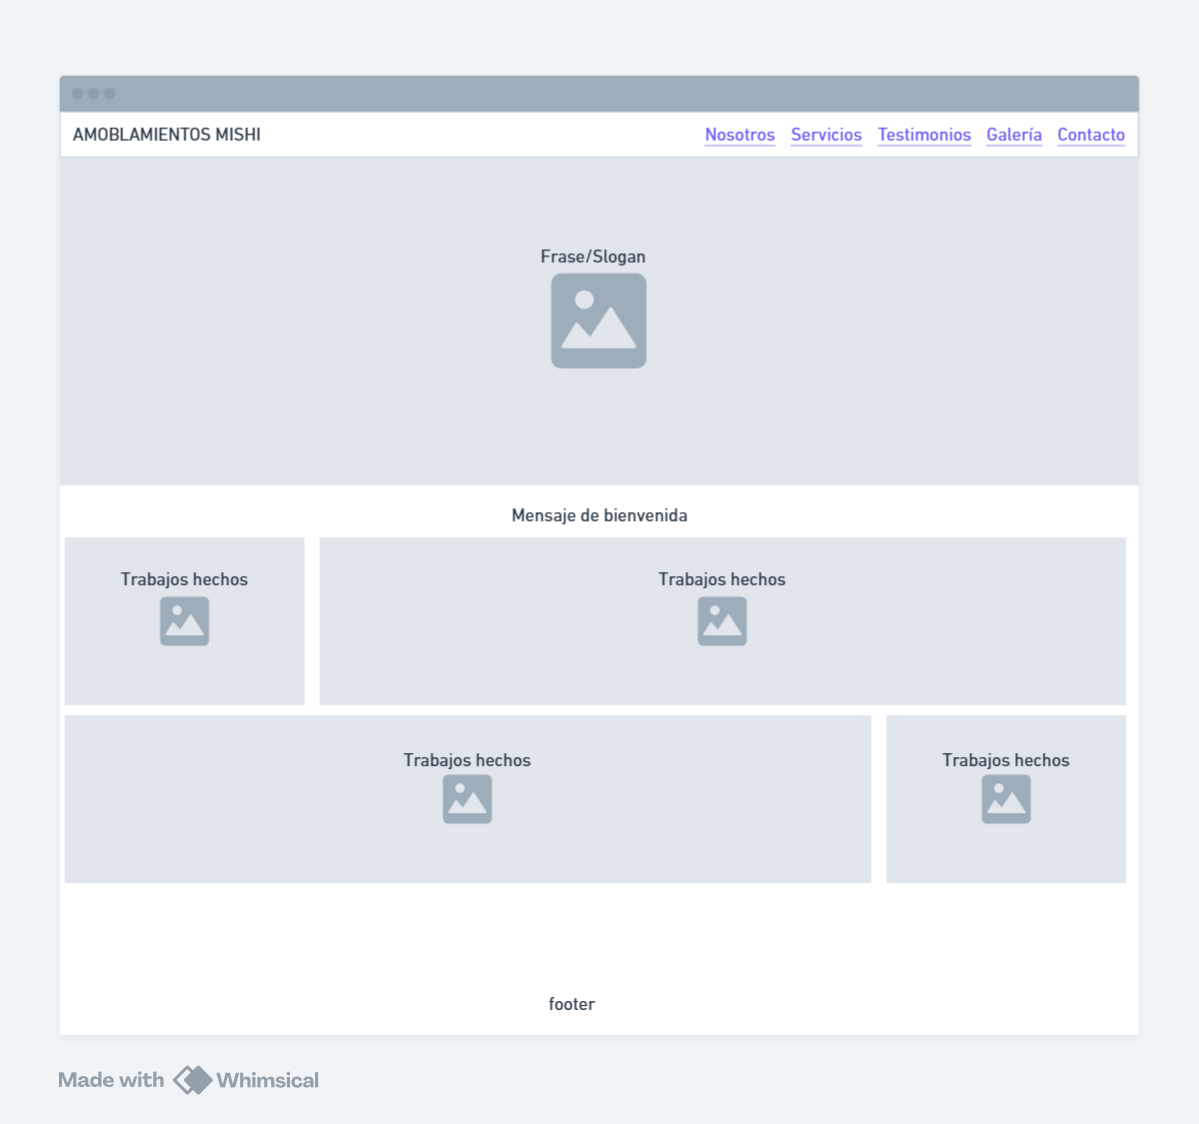 AMOBLAMIENTOS MISHI Nosotros Servicios Testimonios Galería Contacto
Frase/Slogan
Mensaje de bienvenida
Trabajos hechos Trabajos hechos
Trabajos hechos Trabajos hechos
footer
Made with Whimsical